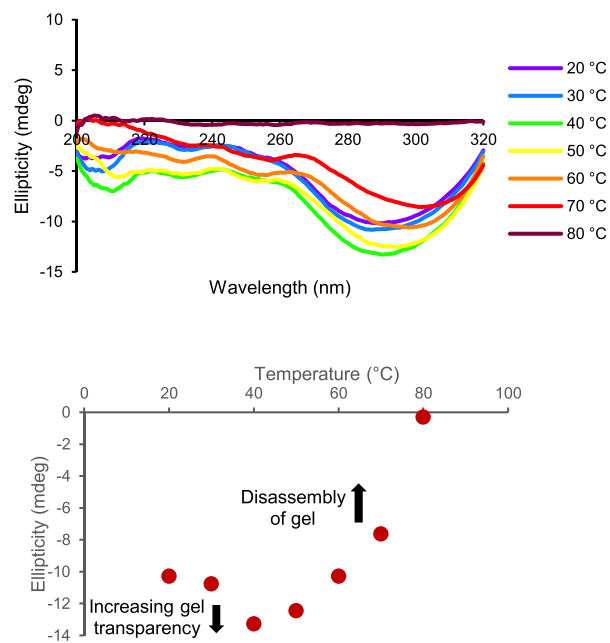 10
5
0
-5
-10
-15
Ellipticity (mdeg)
200
220
240
260
280
300
320
Wavelength (nm)
20 °C
30 °C
40 °C
50 °C
60 °C
70 °C
80 °C
Temperature (°C)
0
20
40
60
80
100
0
-2
-4
-6
-8
-10
-12
-14
Ellipticity (mdeg)
Disassembly
of gel
Increasing gel
transparency